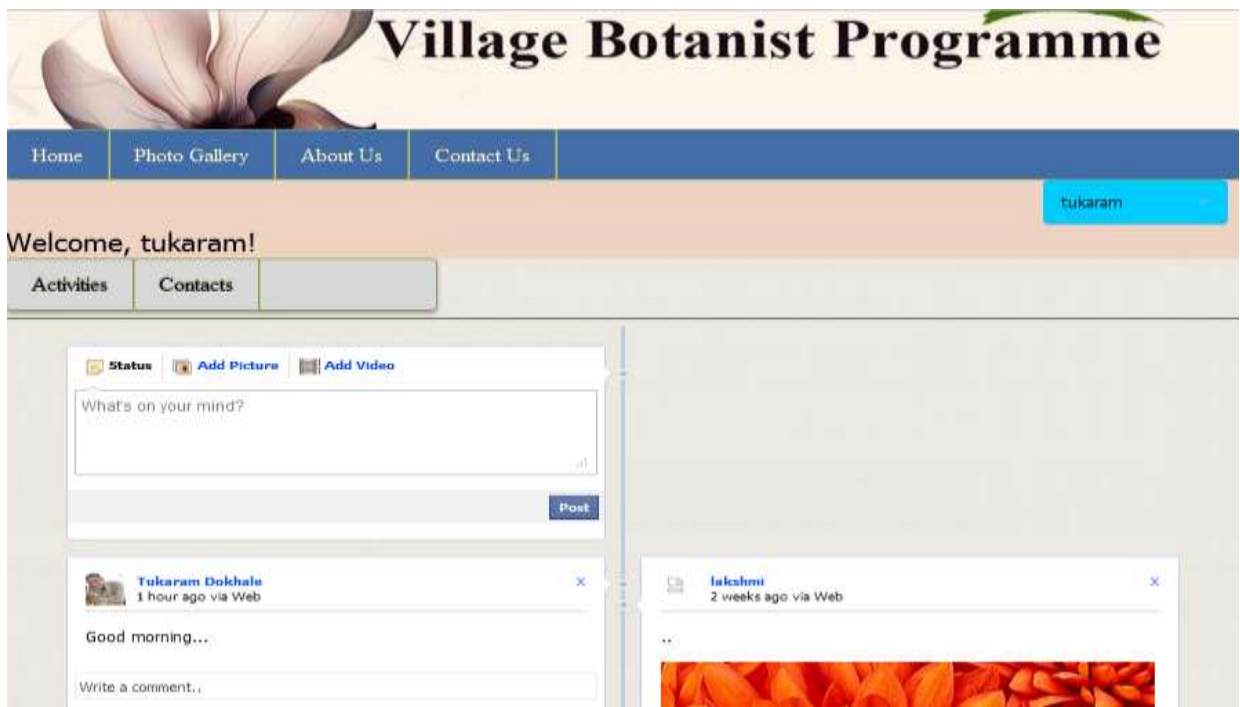 Village Botanist Programme
Home Photo Gallery About Us Contact Us
tukaram
Welcome, tukaram!
Activities Contacts
Status Add Picture Add Video
What's on your mind?
Post
Tukaram Dokhale x
1 hour ago via Web
Good morning...
Write a comment..
lakshmi x
2 weeks ago via Web
..